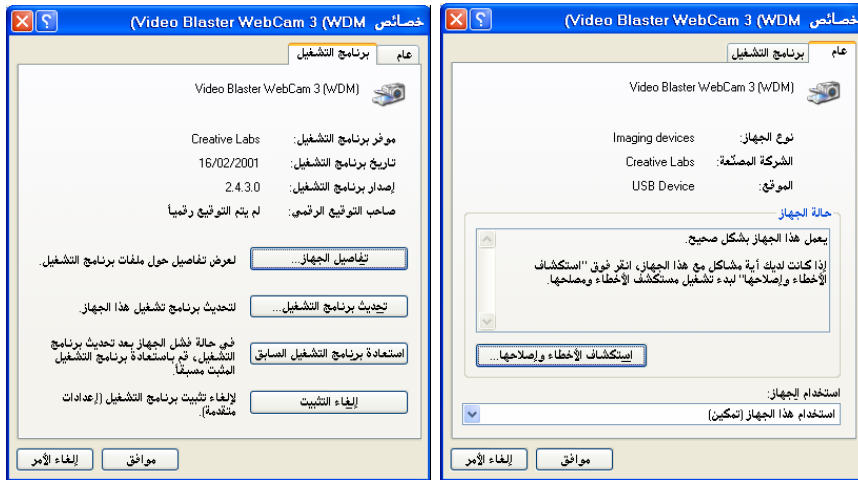 خصائص Video Blaster WebCam 3 (WDM)
عام
برنامج التشغيل
Video Blaster WebCam 3 (WDM)
نوع الجهاز: Imaging devices
الشركة المصنّعة: Creative Labs
الموقع: USB Device
حالة الجهاز
يعمل هذا الجهاز بشكل صحيح.
إذا كانت لديك أية مشاكل مع هذا الجهاز، انقر فوق "استكشاف
الأخطاء وإصلاحها" لبدء تشغيل مستكشف الأخطاء ومصلحها.
استكشاف الأخطاء وإصلاحها...
استخدام الجهاز:
استخدام هذا الجهاز (تمكين)
موافق
إلغاء الأمر
خصائص Video Blaster WebCam 3 (WDM)
عام
برنامج التشغيل
Video Blaster WebCam 3 (WDM)
موفر برنامج التشغيل: Creative Labs
تاريخ برنامج التشغيل: 16/02/2001
إصدار برنامج التشغيل: 2.4.3.0
صاحب التوقيع الرقمي: لم يتم التوقيع رقمياً
تفاصيل الجهاز...
لعرض تفاصيل حول ملفات برنامج التشغيل.
تحديث برنامج التشغيل...
لتحديث برنامج تشغيل هذا الجهاز.
استعادة برنامج التشغيل السابق
في حالة فشل الجهاز بعد تحديث برنامج
التشغيل، قم باستعادة برنامج التشغيل
المثبت مسبقاً.
إلغاء التثبيت
لإلغاء تثبيت برنامج التشغيل (إعدادات
متقدمة).
موافق
إلغاء الأمر